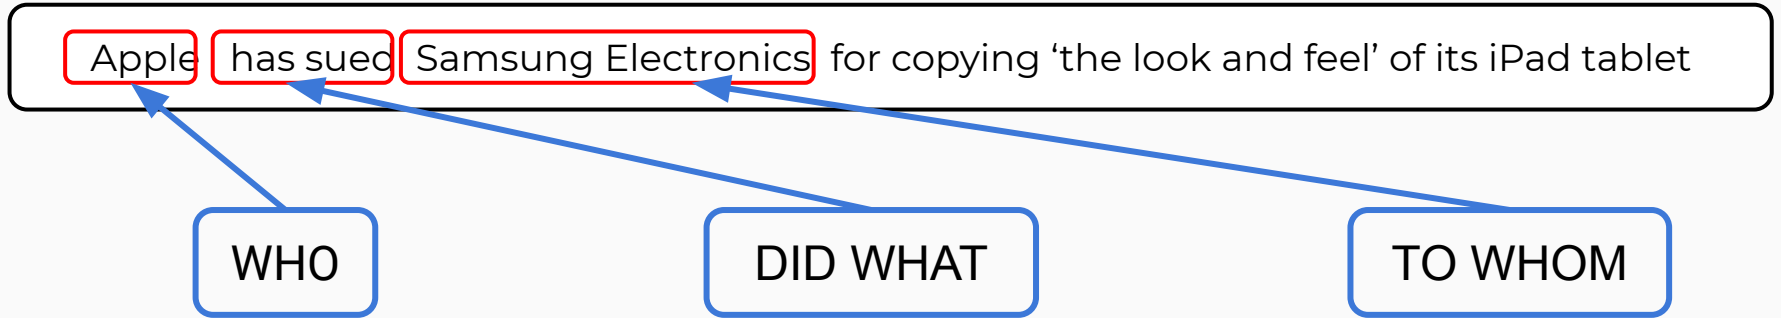 Apple has sued Samsung Electronics for copying ‘the look and feel’ of its iPad tablet
WHO DID WHAT TO WHOM